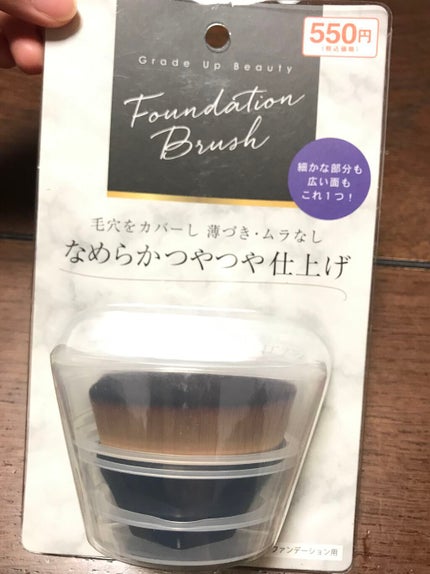 550円
(税込価格)
Grade Up Beauty
Foundation
Brush
細かな部分も
広い面も
これ1つ!
毛穴をカバーし 薄づき・ムラなし
なめらかつやつや仕上げ
ファンデーション用